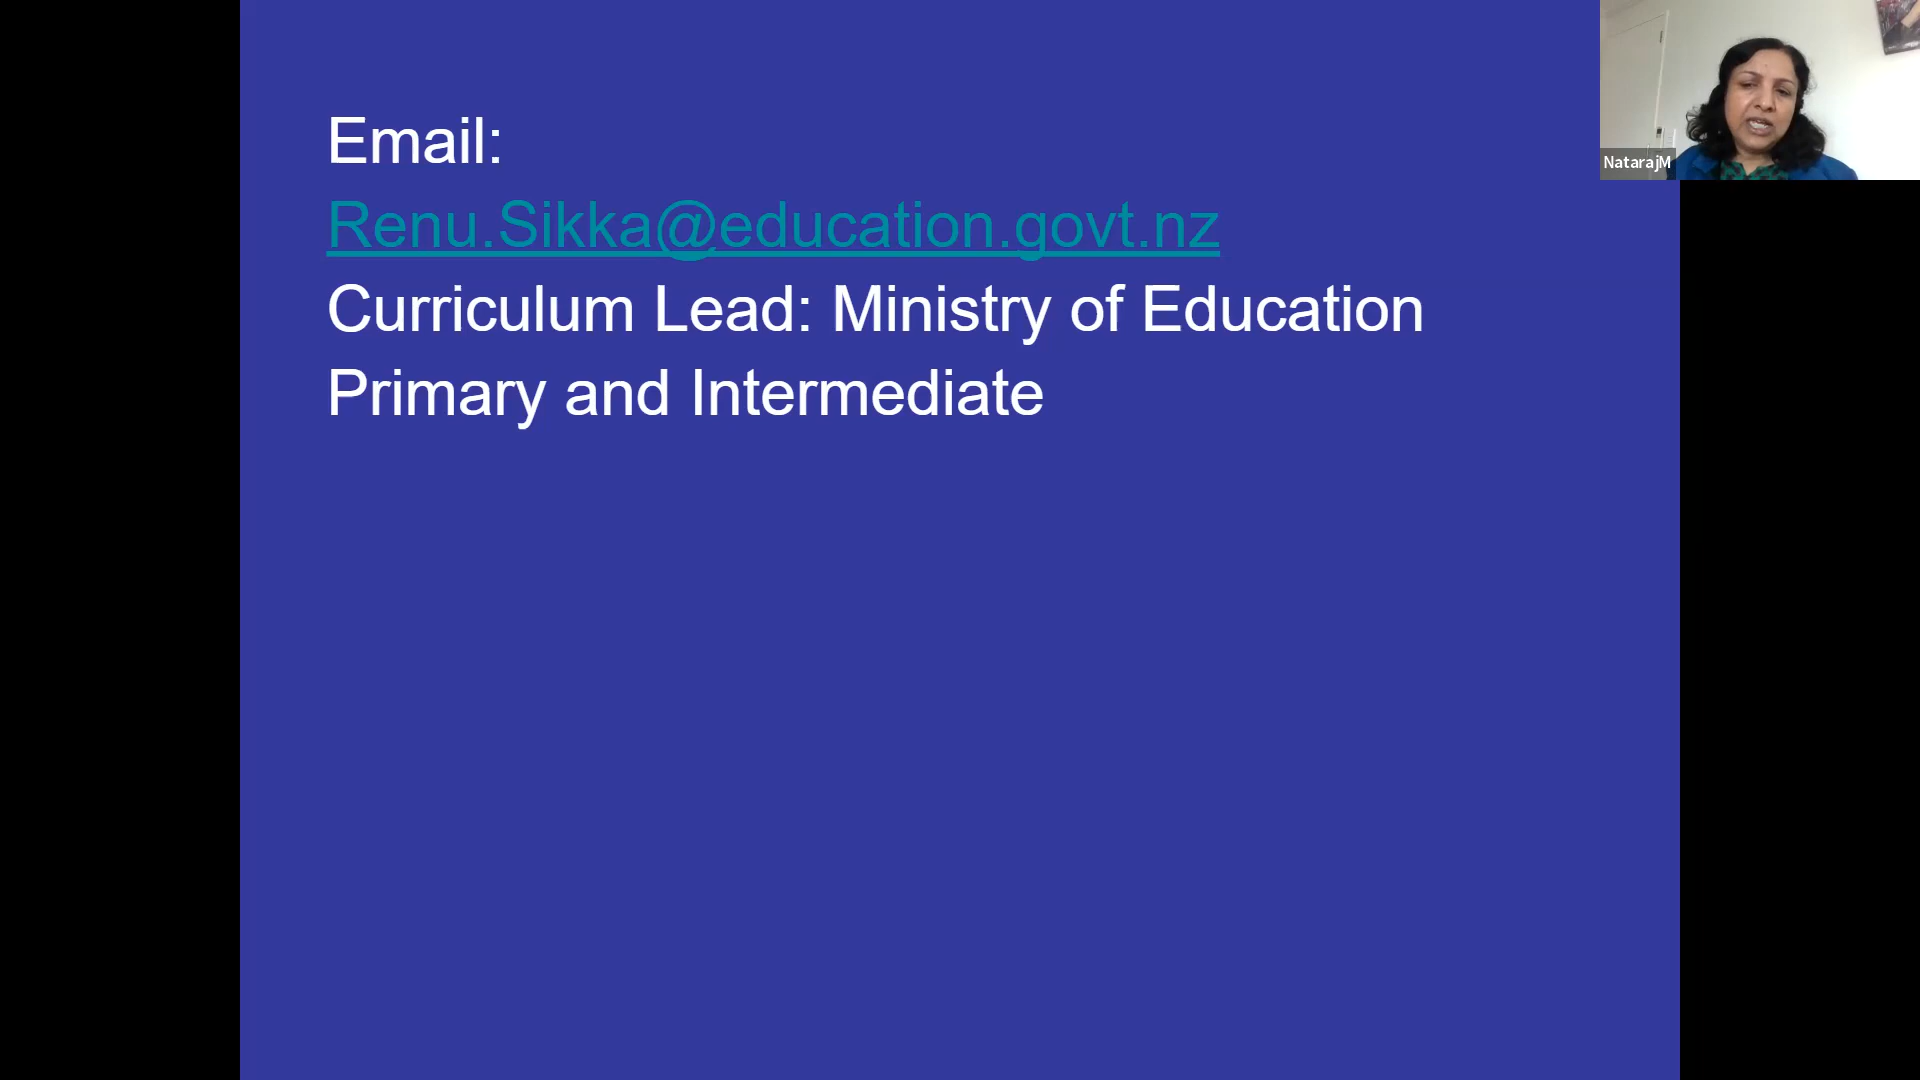 Email:
Renu.Sikka@education.govt.nz
Curriculum Lead: Ministry of Education
Primary and Intermediate
NatarajM